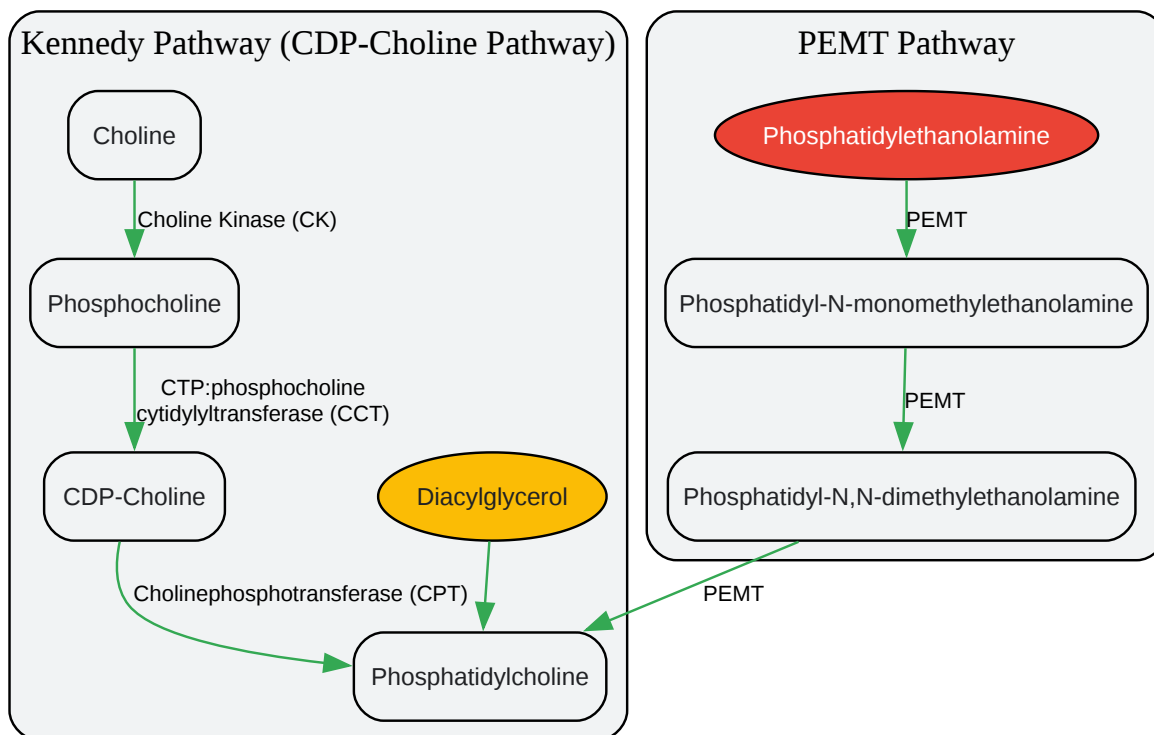 Kennedy Pathway (CDP-Choline Pathway)
Choline
Choline Kinase (CK)
Phosphocholine
CTP:phosphocholine
cytidylyltransferase (CCT)
CDP-Choline
Diacylglycerol
Cholinephosphotransferase (CPT)
Phosphatidylcholine
PEMT Pathway
Phosphatidylethanolamine
PEMT
Phosphatidyl-N-monomethylethanolamine
PEMT
Phosphatidyl-N,N-dimethylethanolamine
PEMT